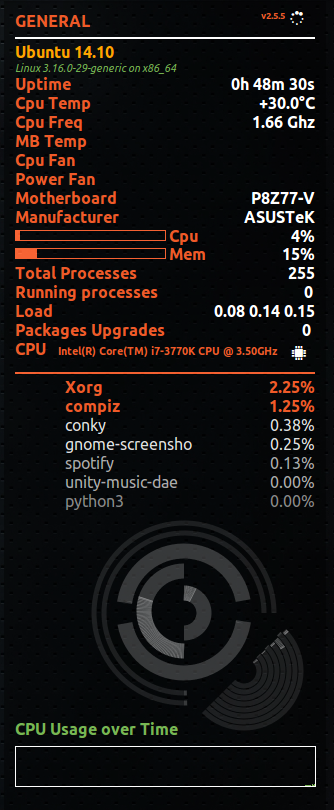 GENERAL v2.5.5
Ubuntu 14.10
Linux 3.16.0-29-generic on x86_64
Uptime 0h 48m 30s
Cpu Temp +30.0°C
Cpu Freq 1.66 Ghz
MB Temp
Cpu Fan
Power Fan
Motherboard P8Z77-V
Manufacturer ASUSTeK
Cpu 4%
Mem 15%
Total Processes 255
Running processes 0
Load 0.08 0.14 0.15
Packages Upgrades 0
CPU Intel(R) Core(TM) i7-3770K CPU @ 3.50GHz
Xorg 2.25%
compiz 1.25%
conky 0.38%
gnome-screensho 0.25%
spotify 0.13%
unity-music-dae 0.00%
python3 0.00%
CPU Usage over Time